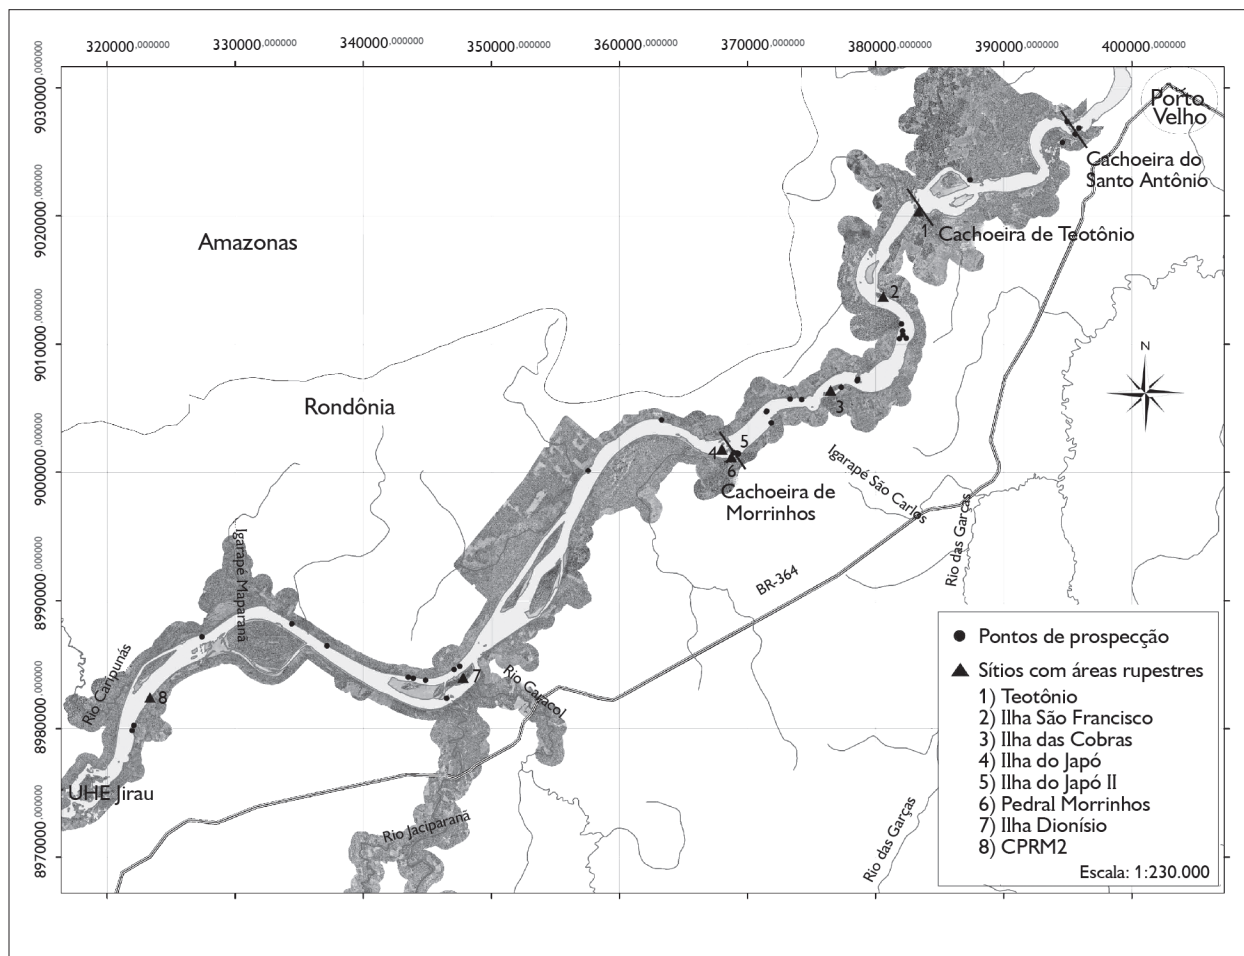 320000,000000 330000,000000 340000,000000 350000,000000 360000,000000 370000,000000 380000,000000 390000,000000 400000,000000
9030000,000000
9020000,000000
9010000,000000
9000000,000000
8990000,000000
8980000,000000
8970000,000000
Porto
Velho
Cachoeira do
Santo Antônio
1 Cachoeira de Teotônio
Amazonas
2
N
Rondônia
3
4
5
6
Cachoeira de
Morrinhos
Igarapé São Carlos
Rio das Garças
BR-364
Igarapé Maparanã
Rio Caripunás
7
Rio Caracol
8
UHE Jirau
Rio Jaciparanã
Rio das Garças
Pontos de prospecção
Sítios com áreas rupestres
1) Teotônio
2) Ilha São Francisco
3) Ilha das Cobras
4) Ilha do Japó
5) Ilha do Japó II
6) Pedral Morrinhos
7) Ilha Dionísio
8) CPRM2
Escala: 1:230.000